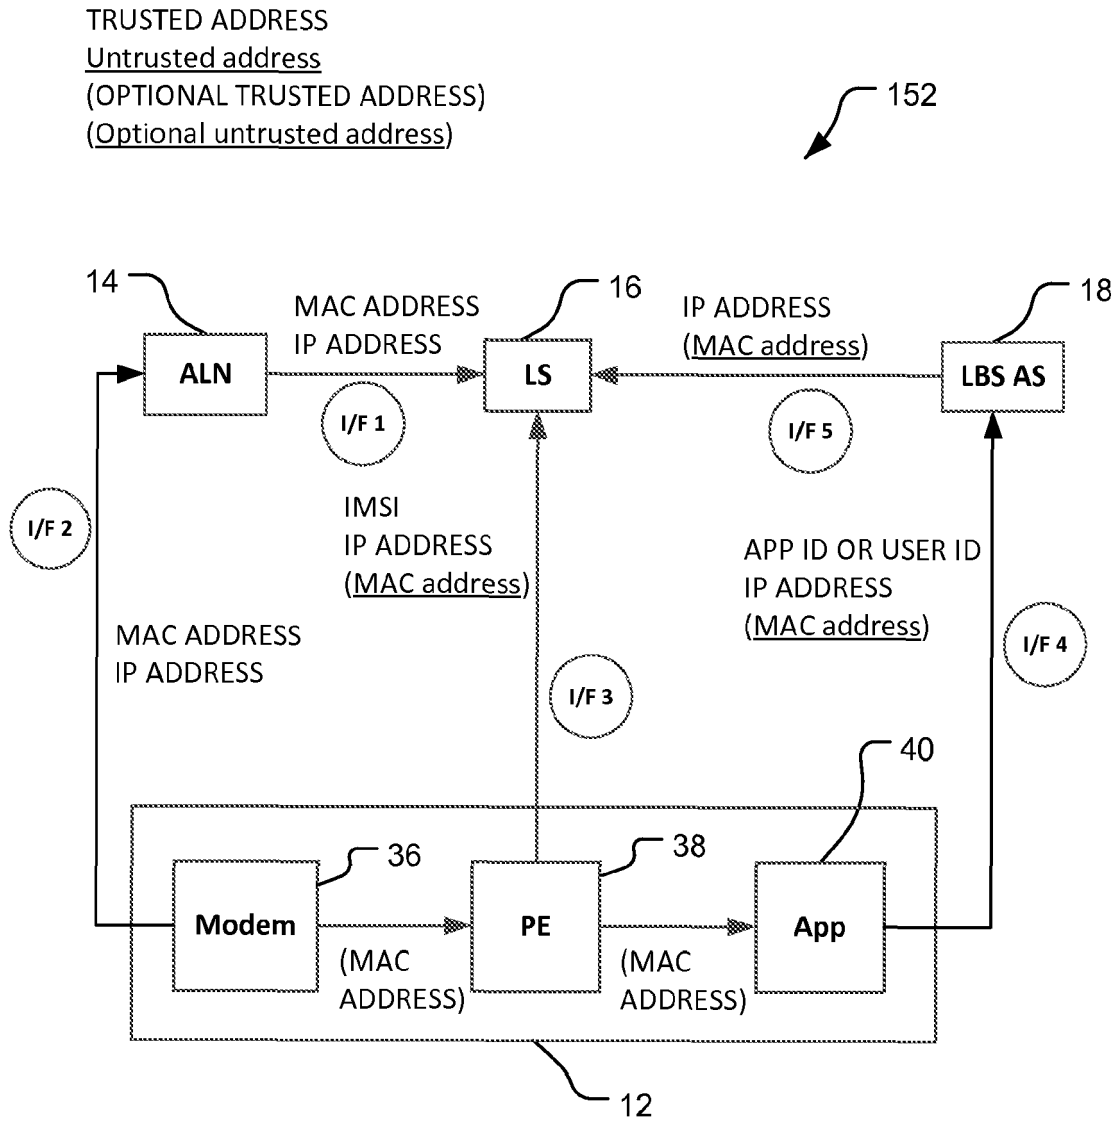 TRUSTED ADDRESS
Untrusted address
(OPTIONAL TRUSTED ADDRESS)
(Optional untrusted address)
152
14
16
18
MAC ADDRESS
IP ADDRESS
IP ADDRESS
(MAC address)
ALN
LS
LBS AS
I/F 1
I/F 5
I/F 2
IMSI
IP ADDRESS
(MAC address)
APP ID OR USER ID
IP ADDRESS
(MAC address)
MAC ADDRESS
IP ADDRESS
I/F 4
I/F 3
40
36
38
Modem
PE
App
(MAC
ADDRESS)
(MAC
ADDRESS)
12